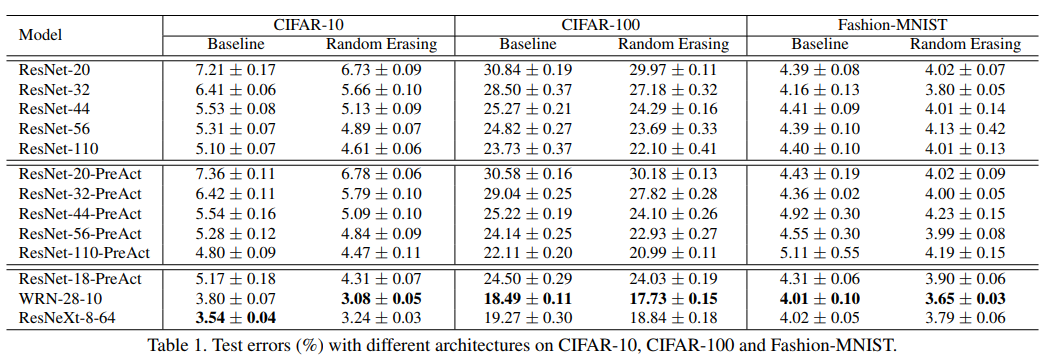 Model CIFAR-10 CIFAR-100 Fashion-MNIST
Baseline Random Erasing Baseline Random Erasing Baseline Random Erasing
ResNet-20 7.21 ± 0.17 6.73 ± 0.09 30.84 ± 0.19 29.97 ± 0.11 4.39 ± 0.08 4.02 ± 0.07
ResNet-32 6.41 ± 0.06 5.66 ± 0.10 28.50 ± 0.37 27.18 ± 0.32 4.16 ± 0.13 3.80 ± 0.05
ResNet-44 5.53 ± 0.08 5.13 ± 0.09 25.27 ± 0.21 24.29 ± 0.16 4.41 ± 0.09 4.01 ± 0.14
ResNet-56 5.31 ± 0.07 4.89 ± 0.07 24.82 ± 0.27 23.69 ± 0.33 4.39 ± 0.10 4.13 ± 0.42
ResNet-110 5.10 ± 0.07 4.61 ± 0.06 23.73 ± 0.37 22.10 ± 0.41 4.40 ± 0.10 4.01 ± 0.13
ResNet-20-PreAct 7.36 ± 0.11 6.78 ± 0.06 30.58 ± 0.16 30.18 ± 0.13 4.43 ± 0.19 4.02 ± 0.09
ResNet-32-PreAct 6.42 ± 0.11 5.79 ± 0.10 29.04 ± 0.25 27.82 ± 0.28 4.36 ± 0.02 4.00 ± 0.05
ResNet-44-PreAct 5.54 ± 0.16 5.09 ± 0.10 25.22 ± 0.19 24.10 ± 0.26 4.92 ± 0.30 4.23 ± 0.15
ResNet-56-PreAct 5.28 ± 0.12 4.84 ± 0.09 24.14 ± 0.25 22.93 ± 0.27 4.55 ± 0.30 3.99 ± 0.08
ResNet-110-PreAct 4.80 ± 0.09 4.47 ± 0.11 22.11 ± 0.20 20.99 ± 0.11 5.11 ± 0.55 4.19 ± 0.15
ResNet-18-PreAct 5.17 ± 0.18 4.31 ± 0.07 24.50 ± 0.29 24.03 ± 0.19 4.31 ± 0.06 3.90 ± 0.06
WRN-28-10 3.80 ± 0.07 3.08 ± 0.05 18.49 ± 0.11 17.73 ± 0.15 4.01 ± 0.10 3.65 ± 0.03
ResNeXt-8-64 3.54 ± 0.04 3.24 ± 0.03 19.27 ± 0.30 18.84 ± 0.18 4.02 ± 0.05 3.79 ± 0.06
Table 1. Test errors (%) with different architectures on CIFAR-10, CIFAR-100 and Fashion-MNIST.